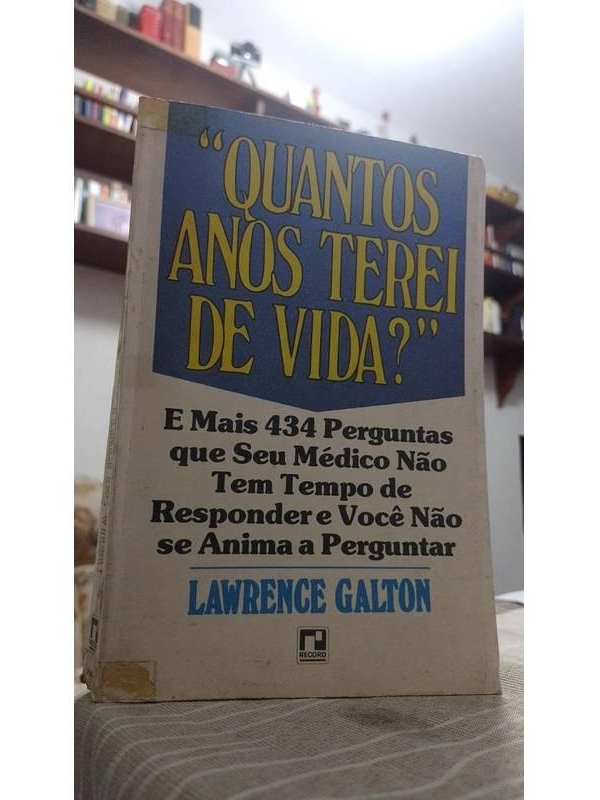 "QUANTOS
ANOS TEREI
DE VIDA?"
E Mais 434 Perguntas
que Seu Médico Não
Tem Tempo de
Responder e Você Não
se Anima a Perguntar
LAWRENCE GALTON
RECORD